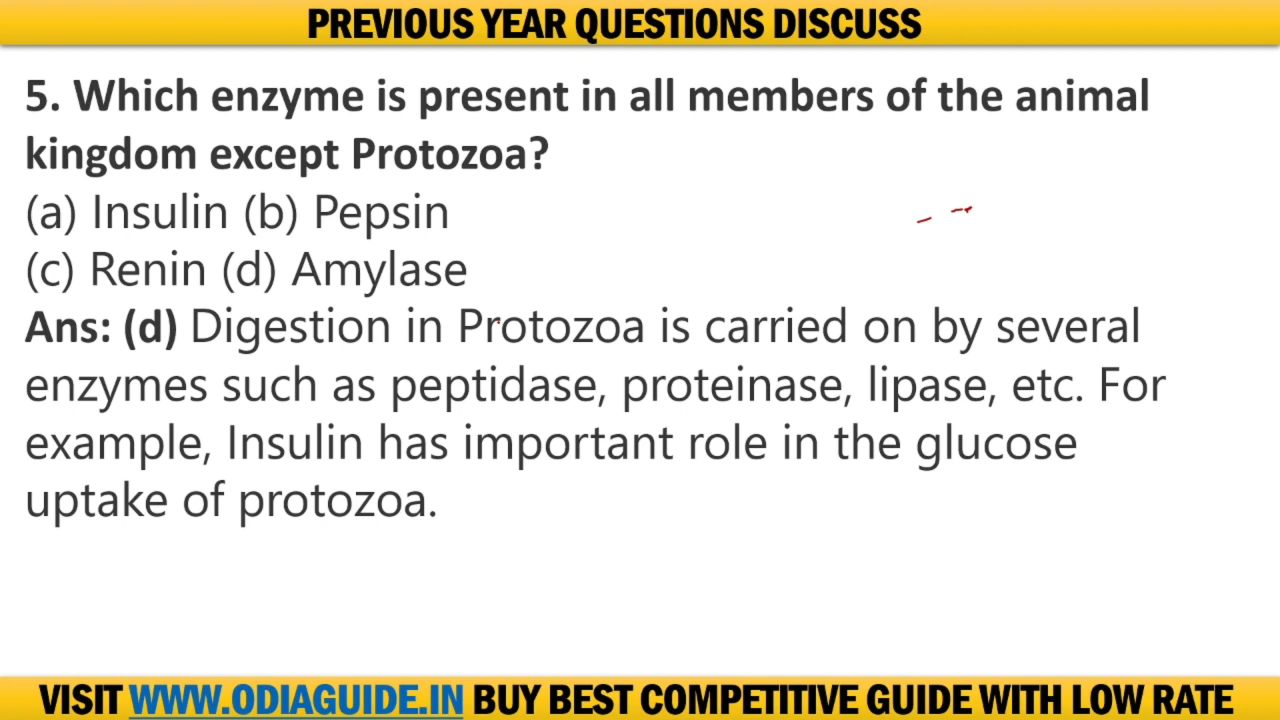 PREVIOUS YEAR QUESTIONS DISCUSS
5. Which enzyme is present in all members of the animal
kingdom except Protozoa?
(a) Insulin (b) Pepsin
(c) Renin (d) Amylase
Ans: (d) Digestion in Protozoa is carried on by several
enzymes such as peptidase, proteinase, lipase, etc. For
example, Insulin has important role in the glucose
uptake of protozoa.
VISIT WWW.ODIAGUIDE.IN BUY BEST COMPETITIVE GUIDE WITH LOW RATE